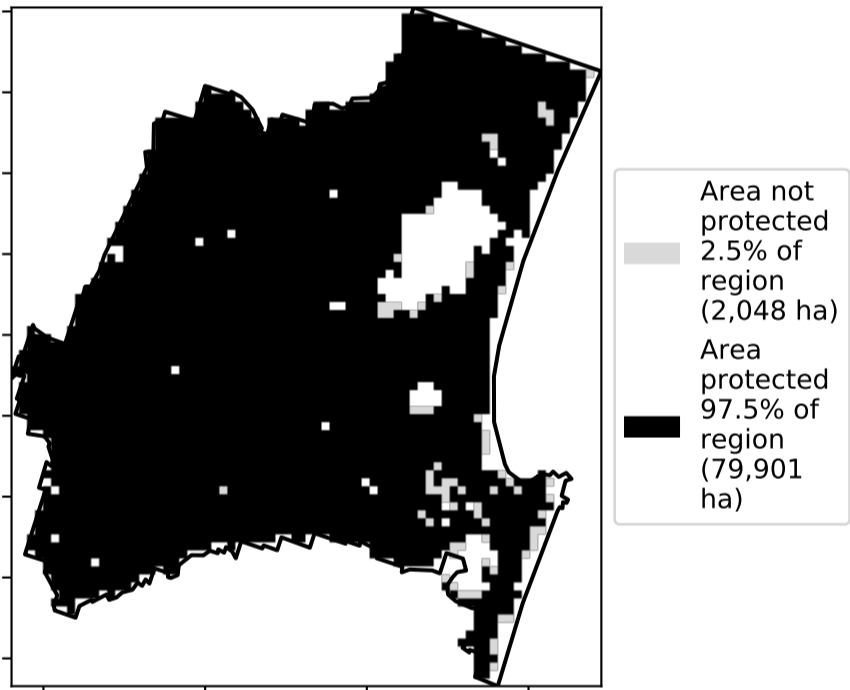 Area not
protected
2.5% of
region
(2,048 ha)
Area
protected
97.5% of
region
(79,901
ha)